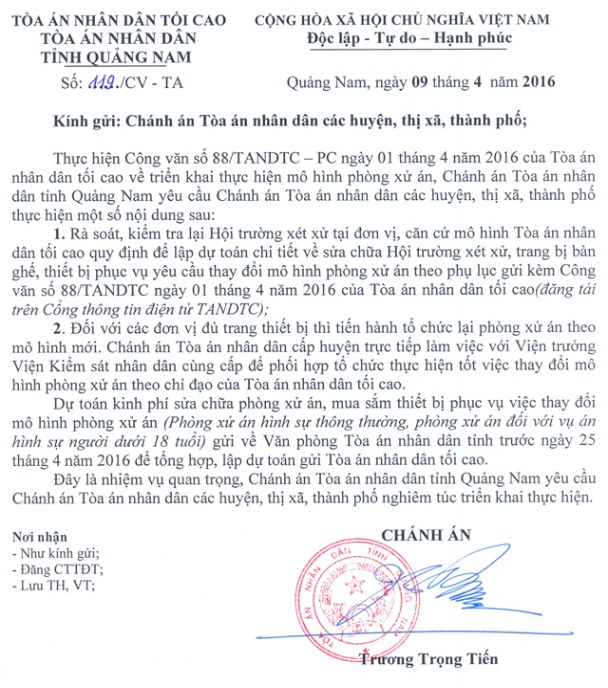 TÒA ÁN NHÂN DÂN TỐI CAO
TÒA ÁN NHÂN DÂN
TỈNH QUẢNG NAM
Số: 119./CV - TA
CỘNG HÒA XÃ HỘI CHỦ NGHĨA VIỆT NAM
Độc lập - Tự do – Hạnh phúc
Quảng Nam, ngày 09 tháng 4 năm 2016
Kính gửi: Chánh án Tòa án nhân dân các huyện, thị xã, thành phố;
Thực hiện Công văn số 88/TANDTC – PC ngày 01 tháng 4 năm 2016 của Tòa án
nhân dân tối cao về triển khai thực hiện mô hình phòng xử án, Chánh án Tòa án nhân
dân tỉnh Quảng Nam yêu cầu Chánh án Tòa án nhân dân các huyện, thị xã, thành phố
thực hiện một số nội dung sau:
1. Rà soát, kiểm tra lại Hội trường xét xử tại đơn vị, căn cứ mô hình Tòa án nhân
dân tối cao quy định để lập dự toán chi tiết về sửa chữa Hội trường xét xử, trang bị bàn
ghế, thiết bị phục vụ yêu cầu thay đổi mô hình phòng xử án theo phụ lục gửi kèm Công
văn số 88/TANDTC ngày 01 tháng 4 năm 2016 của Tòa án nhân dân tối cao(đăng tải
trên Cổng thông tin điện tử TANDTC);
2. Đối với các đơn vị đủ trang thiết bị thì tiến hành tổ chức lại phòng xử án theo
mô hình mới. Chánh án Tòa án nhân dân cấp huyện trực tiếp làm việc với Viện trưởng
Viện Kiểm sát nhân dân cùng cấp để phối hợp tổ chức thực hiện tốt việc thay đổi mô
hình phòng xử án theo chỉ đạo của Tòa án nhân dân tối cao.
Dự toán kinh phí sửa chữa phòng xử án, mua sắm thiết bị phục vụ việc thay đổi
mô hình phòng xử án (Phòng xử án hình sự thông thường, phòng xử án đối với vụ án
hình sự người dưới 18 tuổi) gửi về Văn phòng Tòa án nhân dân tỉnh trước ngày 25
tháng 4 năm 2016 để tổng hợp, lập dự toán gửi Tòa án nhân dân tối cao.
Đây là nhiệm vụ quan trọng, Chánh án Tòa án nhân dân tỉnh Quảng Nam yêu cầu
Chánh án Tòa án nhân dân các huyện, thị xã, thành phố nghiêm túc triển khai thực hiện.
Nơi nhận
- Như kính gửi;
- Đăng CTTĐT;
- Lưu TH, VT;
CHÁNH ÁN
TÒA ÁN NHÂN DÂN TỈNH QUẢNG NAM
Trương Trọng Tiến